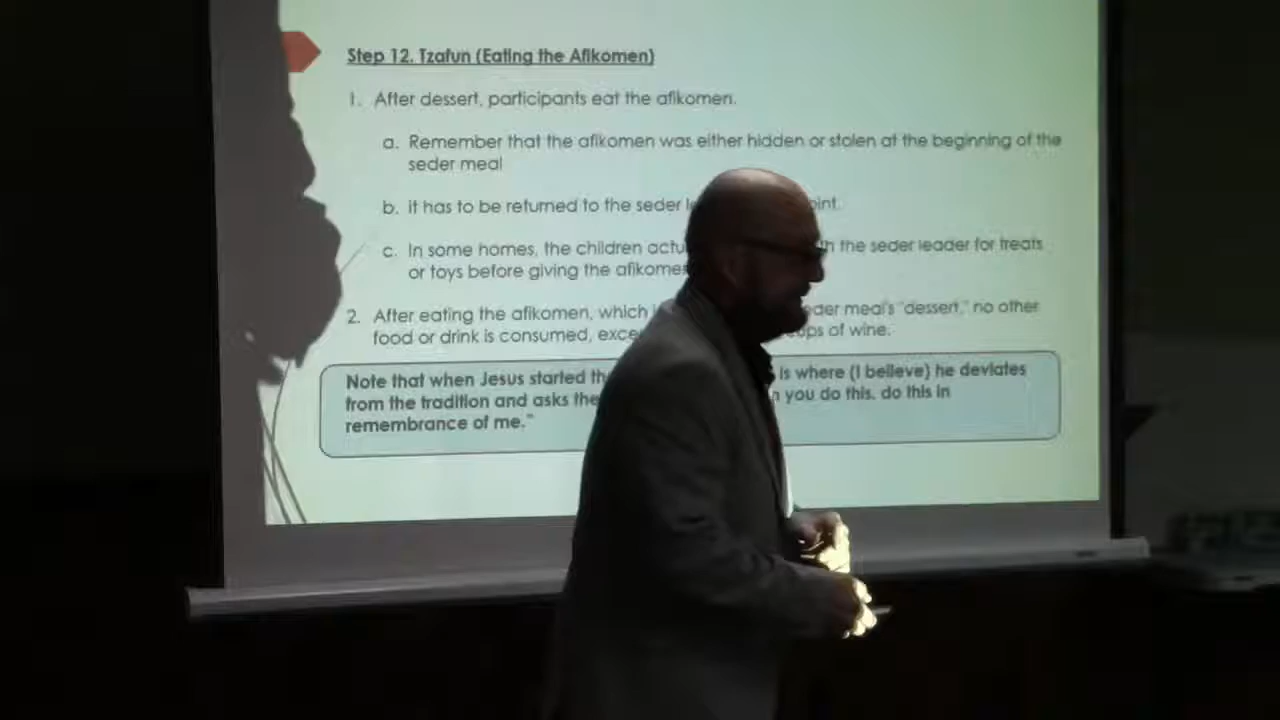 Step 12. Tzafun (Eating the Afikomen)
1. After dessert, participants eat the afikomen.
a. Remember that the afikomen was either hidden or stolen at the beginning of the
seder meal
b. it has to be returned to the seder
c. In some homes, the children the seder leader for treats
or toys before giving the
2. After eating the afikomen, which meal's "dessert," no other
food or drink is consumed, of wine.
Note that when Jesus started is where (I believe) he deviates
from the tradition and asks you do this, do this in
remembrance of me."